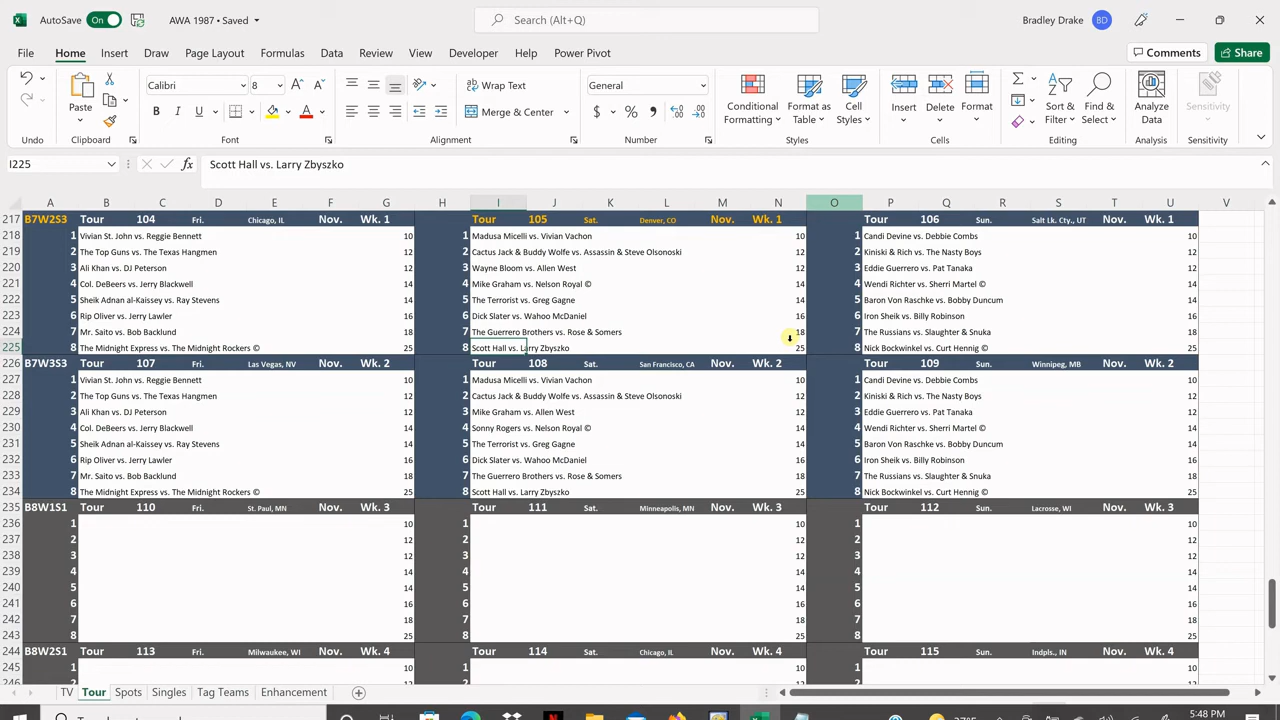 AutoSave On AWA 1987 • Saved Search (Alt+Q) Bradley Drake BD
File Home Insert Draw Page Layout Formulas Data Review View Developer Help Power Pivot Comments Share
Calibri 8 Wrap Text General
Paste B I U Merge & Center $ % Conditional Formatting Format as Table Cell Styles Insert Delete Format Sort & Filter Find & Select Analyze Data Sensitivity
Undo Clipboard Font Alignment Number Styles Cells Editing Analysis Sensitivity
I225 fx Scott Hall vs. Larry Zbyszko
A B C D E F G H I J K L M N O P Q R S T U V
217 B7W2S3 Tour 104 Fri. Chicago, IL Nov. Wk. 1 Tour 105 Sat. Denver, CO Nov. Wk. 1 Tour 106 Sun. Salt Lk. Cty., UT Nov. Wk. 1
218 1 Vivian St. John vs. Reggie Bennett 10 1 Madusa Micelli vs. Vivian Vachon 10 1 Candi Devine vs. Debbie Combs 10
219 2 The Top Guns vs. The Texas Hangmen 12 2 Cactus Jack & Buddy Wolfe vs. Assassin & Steve Olsonoski 12 2 Kiniski & Raven vs. The Nasty Boys 12
220 3 Ali Khan vs. DJ Peterson 12 3 Wayne Bloom vs. Allen West 12 3 Eddie Guerrero vs. Pat Tanaka 12
221 4 Col. DeBeers vs. Jerry Blackwell 14 4 Mike Graham vs. Nelson Royal © 14 4 Wendi Richter vs. Sherri Martel © 14
222 5 Sheik Adnan al-Kaissey vs. Ray Stevens 14 5 The Terrorist vs. Greg Gagne 14 5 Baron Von Raschke vs. Bobby Duncum 14
223 6 Rip Oliver vs. Jerry Lawler 16 6 Dick Slater vs. Wahoo McDaniel 16 6 Iron Sheik vs. Billy Robinson 16
224 7 Mr. Saito vs. Bob Backlund 18 7 The Guerrero Brothers vs. Rose & Somers 18 7 The Russians vs. Slaughter & Snuka 18
225 8 The Midnight Express vs. The Midnight Rockers © 25 8 Scott Hall vs. Larry Zbyszko 25 8 Nick Bockwinkel vs. Curt Hennig © 25
226 B7W3S3 Tour 107 Fri. Las Vegas, NV Nov. Wk. 2 Tour 108 Sat. San Francisco, CA Nov. Wk. 2 Tour 109 Sun. Winnipeg, MB Nov. Wk. 2
227 1 Vivian St. John vs. Reggie Bennett 10 1 Madusa Micelli vs. Vivian Vachon 10 1 Candi Devine vs. Debbie Combs 10
228 2 The Top Guns vs. The Texas Hangmen 12 2 Cactus Jack & Buddy Wolfe vs. Assassin & Steve Olsonoski 12 2 Kiniski & Raven vs. The Nasty Boys 12
229 3 Ali Khan vs. DJ Peterson 12 3 Mike Graham vs. Allen West 12 3 Eddie Guerrero vs. Pat Tanaka 12
230 4 Col. DeBeers vs. Jerry Blackwell 14 4 Sonny Rogers vs. Nelson Royal © 14 4 Wendi Richter vs. Sherri Martel © 14
231 5 Sheik Adnan al-Kaissey vs. Ray Stevens 14 5 The Terrorist vs. Greg Gagne 14 5 Baron Von Raschke vs. Bobby Duncum 14
232 6 Rip Oliver vs. Jerry Lawler 16 6 Dick Slater vs. Wahoo McDaniel 16 6 Iron Sheik vs. Billy Robinson 16
233 7 Mr. Saito vs. Bob Backlund 18 7 The Guerrero Brothers vs. Rose & Somers 18 7 The Russians vs. Slaughter & Snuka 18
234 8 The Midnight Express vs. The Midnight Rockers © 25 8 Scott Hall vs. Larry Zbyszko 25 8 Nick Bockwinkel vs. Curt Hennig © 25
235 B8W1S1 Tour 110 Fri. St. Paul, MN Nov. Wk. 3 Tour 111 Sat. Minneapolis, MN Nov. Wk. 3 Tour 112 Sun. Lacrosse, WI Nov. Wk. 3
236 1 10 1 10 1 10
237 2 12 2 12 2 12
238 3 12 3 12 3 12
239 4 14 4 14 4 14
240 5 14 5 14 5 14
241 6 16 6 16 6 16
242 7 18 7 18 7 18
243 8 25 8 25 8 25
244 B8W2S1 Tour 113 Fri. Milwaukee, WI Nov. Wk. 4 Tour 114 Sat. Chicago, IL Nov. Wk. 4 Tour 115 Sun. Indpls., IN Nov. Wk. 4
245 1 10 1 10 1 10
TV Tour Spots Singles Tag Teams Enhancement
5:48 PM